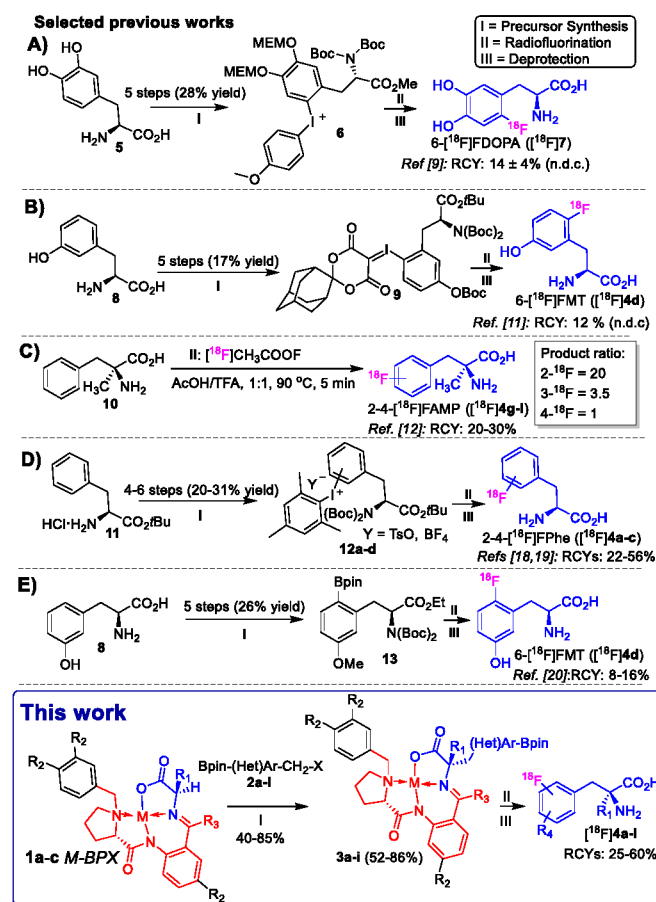 Selected previous works
I = Precursor Synthesis
II = Radiofluorination
III = Deprotection
A)
HO
HO
H₂N
CO₂H
5
5 steps (28% yield)
I
MEMO
MEMO
Boc
N
Boc
CO₂Me
I⁺
O
6
II
III
HO
HO
¹⁸F
CO₂H
NH₂
6-[¹⁸F]FDOPA ([¹⁸F]7)
Ref [9]: RCY: 14 ± 4% (n.d.c.)
B)
HO
H₂N
CO₂H
8
5 steps (17% yield)
I
CO₂tBu
N(Boc)₂
O
O
O
O
I
9
OBoc
II
III
¹⁸F
HO
H₂N
CO₂H
6-[¹⁸F]FMT ([¹⁸F]4d)
Ref. [11]: RCY: 12 % (n.d.c)
C)
CO₂H
H₃C
NH₂
10
II: [¹⁸F]CH₃COOF
AcOH/TFA, 1:1, 90 °C, 5 min
¹⁸F
CO₂H
H₃C
NH₂
2-4-[¹⁸F]FAMP ([¹⁸F]4g-I)
Ref. [12]: RCY: 20-30%
Product ratio:
2-¹⁸F = 20
3-¹⁸F = 3.5
4-¹⁸F = 1
D)
HCl·H₂N
CO₂tBu
11
4-6 steps (20-31% yield)
I
Y⁻
I⁺
(Boc)₂N
CO₂tBu
12a-d
Y = TsO, BF₄
II
III
¹⁸F
H₂N
CO₂H
2-4-[¹⁸F]FPhe ([¹⁸F]4a-c)
Refs [18,19]: RCYs: 22-56%
E)
CO₂H
NH₂
OH
8
5 steps (26% yield)
I
Bpin
CO₂Et
N(Boc)₂
OMe
13
II
III
¹⁸F
CO₂H
NH₂
OH
6-[¹⁸F]FMT ([¹⁸F]4d)
Ref. [20]:RCY: 8-16%
This work
R₂
R₂
O
O
R₁
H
N
M
N
N
R₃
O
R₂
1a-c M-BPX
Bpin-(Het)Ar-CH₂-X
2a-l
I
40-85%
R₂
R₂
O
O
R₁
(Het)Ar-Bpin
N
M
N
N
R₃
O
R₂
3a-i (52-86%)
II
III
¹⁸F
R₄
CO₂H
R₁
NH₂
[¹⁸F]4a-l
RCYs: 25-60%